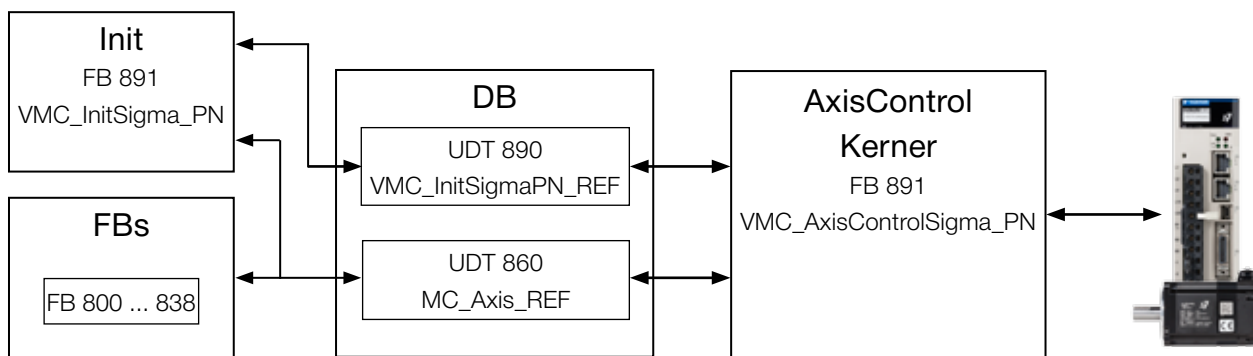 Init
FB 891
VMC_InitSigma_PN
FBs
FB 800 ... 838
DB
UDT 890
VMC_InitSigmaPN_REF
UDT 860
MC_Axis_REF
AxisControl
Kerner
FB 891
VMC_AxisControlSigma_PN